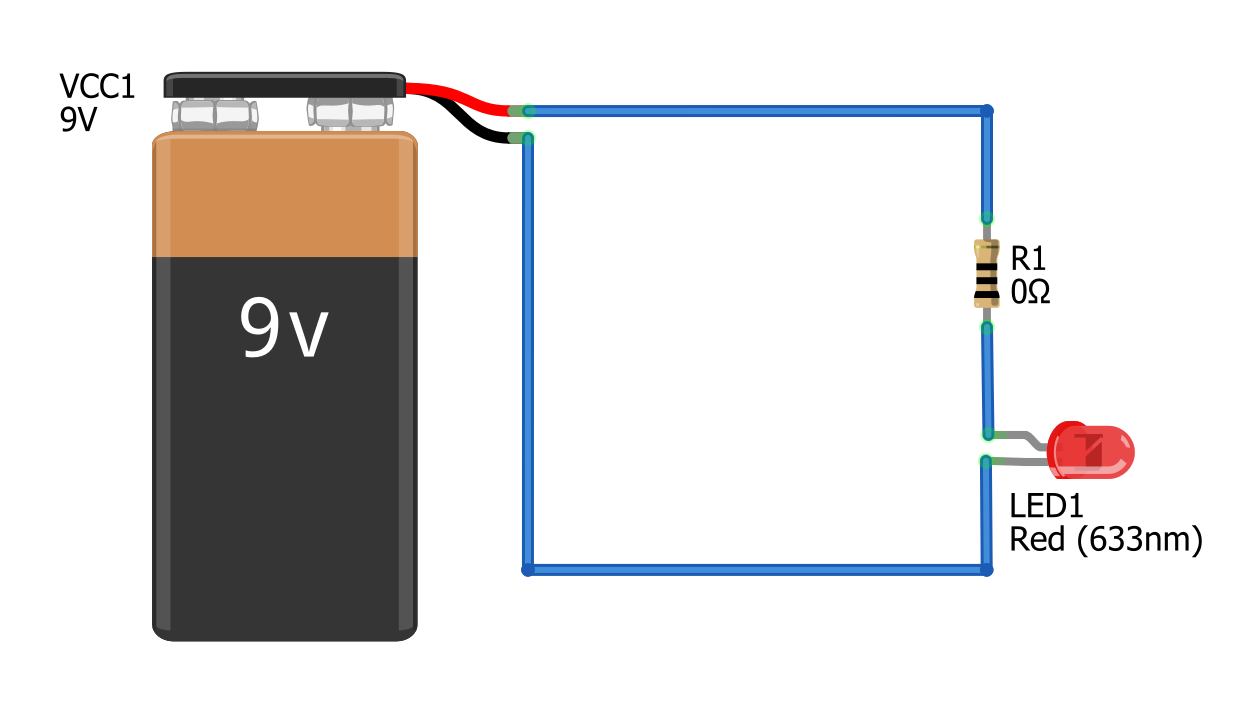 VCC1
9V
9v
R1
0Ω
LED1
Red (633nm)